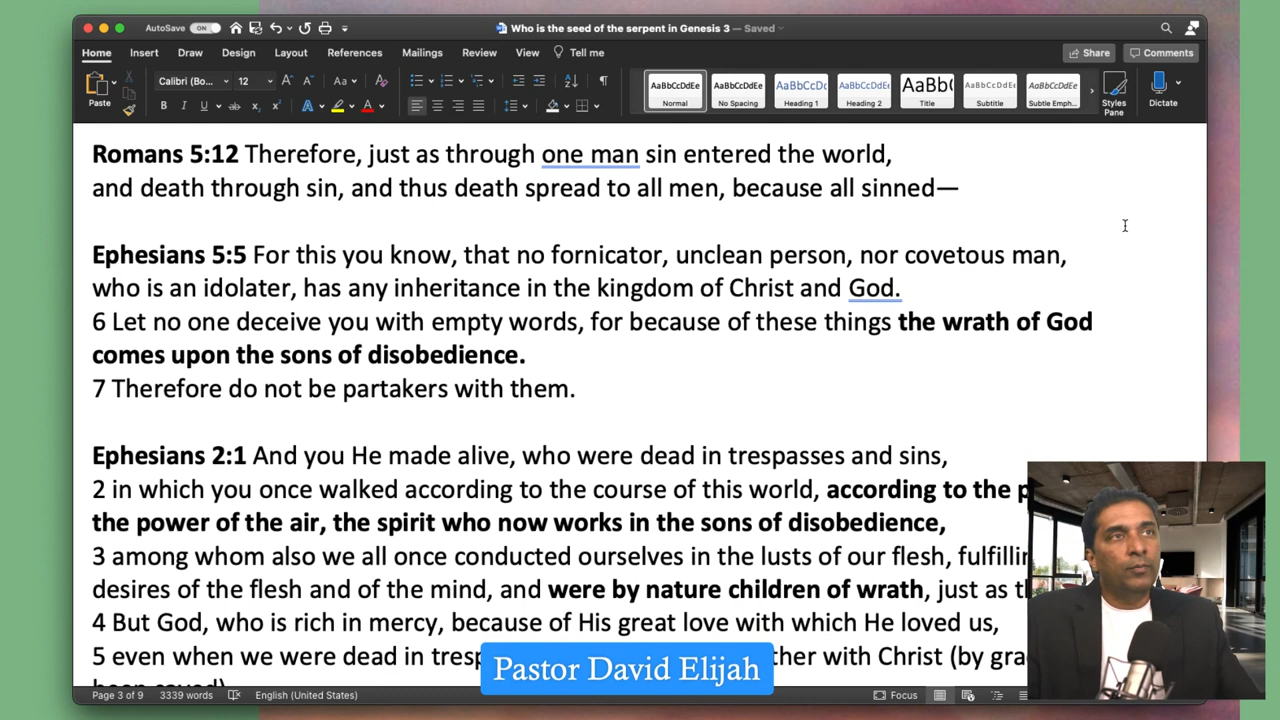 AutoSave ON
Who is the seed of the serpent in Genesis 3 — Saved
Home Insert Draw Design Layout References Mailings Review View Tell me Share Comments
Paste
Calibri (Bo... 12
Aa
B I U ab x₂ x² A A
AaBbCcDdEe AaBbCcDdEe AaBbCcDc AaBbCcDdEe AaBb( AaBbCcDdEe AaBbCcDdEe
Normal No Spacing Heading 1 Heading 2 Title Subtitle Subtle Emph...
Styles Pane
Dictate
Romans 5:12 Therefore, just as through one man sin entered the world,
and death through sin, and thus death spread to all men, because all sinned—
Ephesians 5:5 For this you know, that no fornicator, unclean person, nor covetous man,
who is an idolater, has any inheritance in the kingdom of Christ and God.
6 Let no one deceive you with empty words, for because of these things the wrath of God
comes upon the sons of disobedience.
7 Therefore do not be partakers with them.
Ephesians 2:1 And you He made alive, who were dead in trespasses and sins,
2 in which you once walked according to the course of this world, according to the
the power of the air, the spirit who now works in the sons of disobedience,
3 among whom also we all once conducted ourselves in the lusts of our flesh,
desires of the flesh and of the mind, and were by nature children of wrath, just as
4 But God, who is rich in mercy, because of His great love with which He loved us,
5 even when we were dead in with Christ (by
Pastor David Elijah
Page 3 of 9 3339 words English (United States) Focus